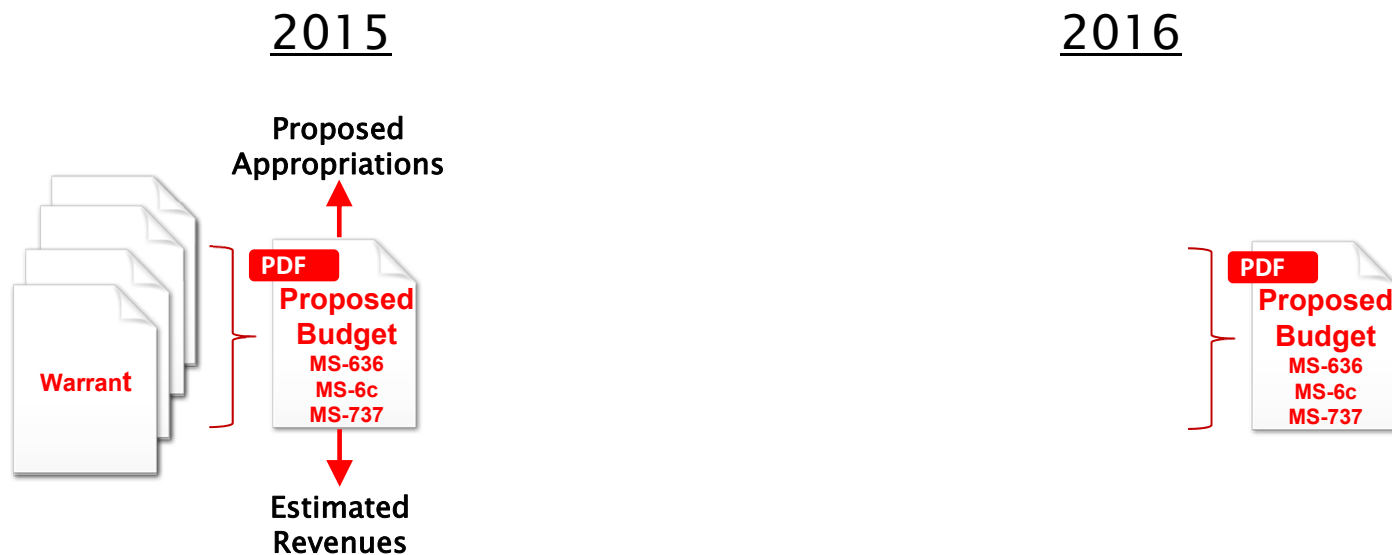 2015
2016
Proposed
Appropriations
PDF
Proposed
Budget
MS-636
MS-6c
MS-737
Warrant
Estimated
Revenues
PDF
Proposed
Budget
MS-636
MS-6c
MS-737